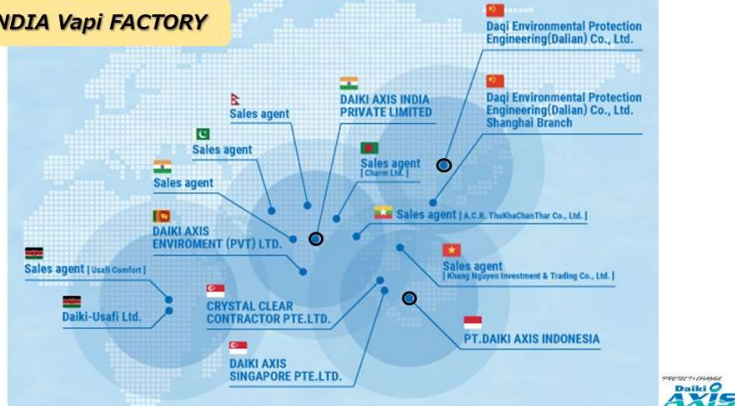 NDIA Vapi FACTORY
Daqi Environmental Protection
Engineering(Dalian) Co., Ltd.
DAIKI AXIS INDIA
PRIVATE LIMITED
Daqi Environmental Protection
Engineering(Dalian) Co., Ltd.
Shanghai Branch
Sales agent
Sales agent
Sales agent
[ Charm Ltd. ]
Sales agent
Sales agent [ A.C.R. ThuKhaChanThar Co., Ltd. ]
DAIKI AXIS
ENVIROMENT (PVT) LTD.
Sales agent [ Usafi Comfort ]
Sales agent
[ Khang Nguyen Investment & Trading Co., Ltd. ]
Daiki-Usafi Ltd.
CRYSTAL CLEAR
CONTRACTOR PTE.LTD.
PT.DAIKI AXIS INDONESIA
DAIKI AXIS
SINGAPORE PTE.LTD.
PROTECT×CHANGE
Daiki
AXIS